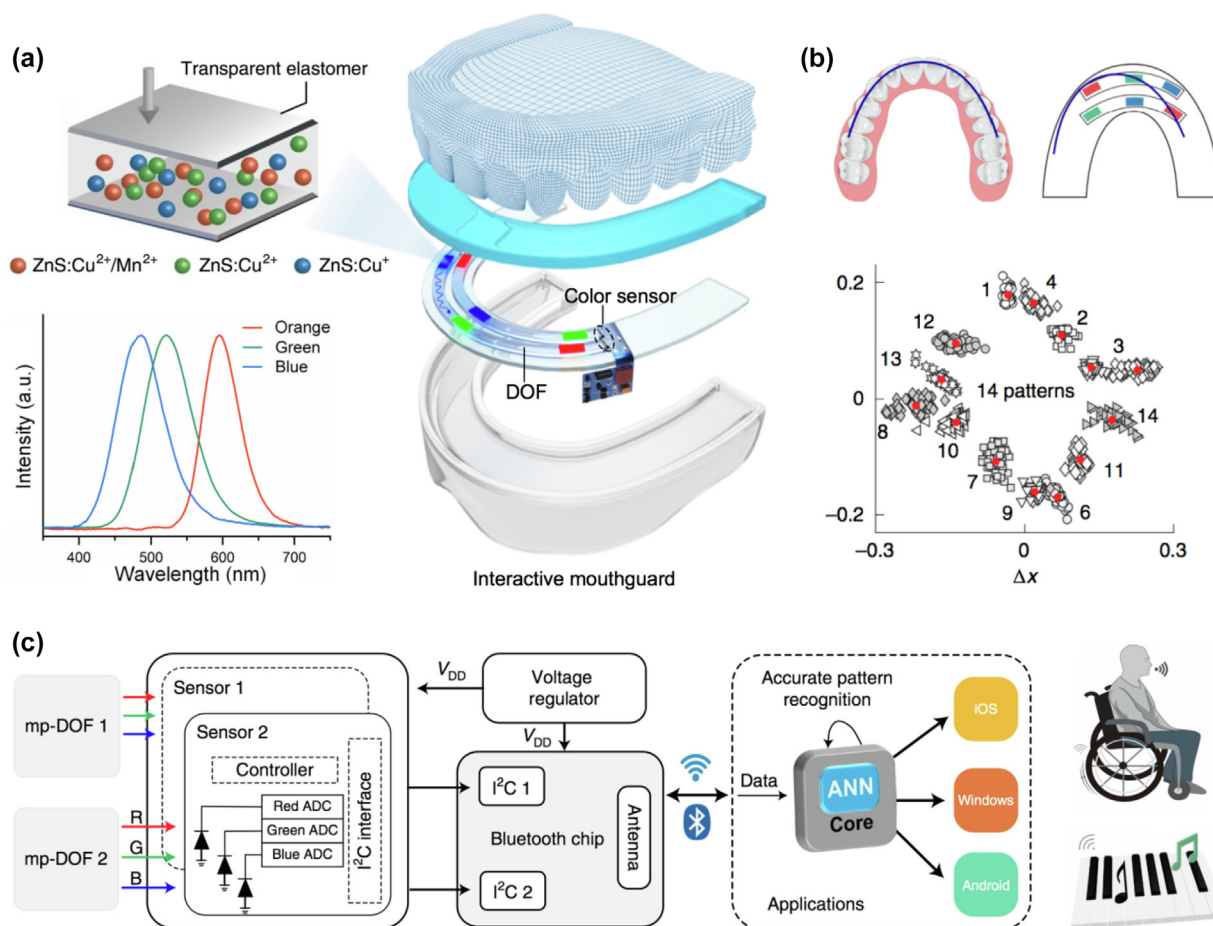 (a)
Transparent elastomer
ZnS:Cu²⁺/Mn²⁺ ZnS:Cu²⁺ ZnS:Cu⁺
Orange
Green
Blue
Intensity (a.u.)
400 500 600 700
Wavelength (nm)
Color sensor
DOF
Interactive mouthguard
(b)
0.2
0
−0.2
1
4
2
12
3
13
14 patterns
8
10
14
7
11
9
6
−0.3 0 0.3
Δx
(c)
mp-DOF 1
mp-DOF 2
R
G
B
Sensor 1
Sensor 2
Controller
Red ADC
Green ADC
Blue ADC
I²C interface
V_DD
Voltage
regulator
V_DD
I²C 1
Bluetooth chip
I²C 2
Antenna
Data
Accurate pattern
recognition
ANN
Core
Applications
iOS
Windows
Android